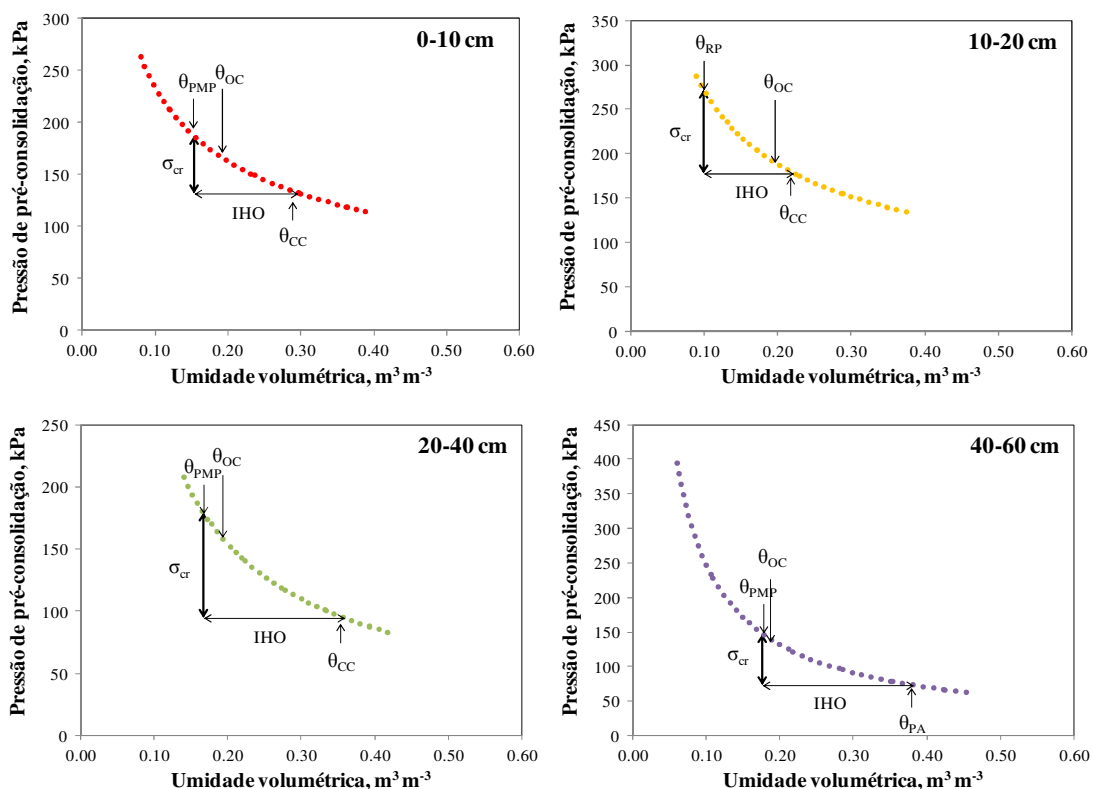 0-10 cm
Pressão de pré-consolidação, kPa
300
250
200
150
100
50
0
θPMP
θOC
σcr
IHO
θCC
0.00 0.10 0.20 0.30 0.40 0.50 0.60
Umidade volumétrica, m³ m⁻³
10-20 cm
Pressão de pré-consolidação, kPa
350
300
250
200
150
100
50
0
θRP
θOC
σcr
IHO
θCC
0.00 0.10 0.20 0.30 0.40 0.50 0.60
Umidade volumétrica, m³ m⁻³
20-40 cm
Pressão de pré-consolidação, kPa
250
200
150
100
50
0
θOC
θPMP
σcr
IHO
θCC
0.00 0.10 0.20 0.30 0.40 0.50 0.60
Umidade volumétrica, m³ m⁻³
40-60 cm
Pressão de pré-consolidação, kPa
450
400
350
300
250
200
150
100
50
0
θOC
θPMP
σcr
IHO
θPA
0.00 0.10 0.20 0.30 0.40 0.50 0.60
Umidade volumétrica, m³ m⁻³